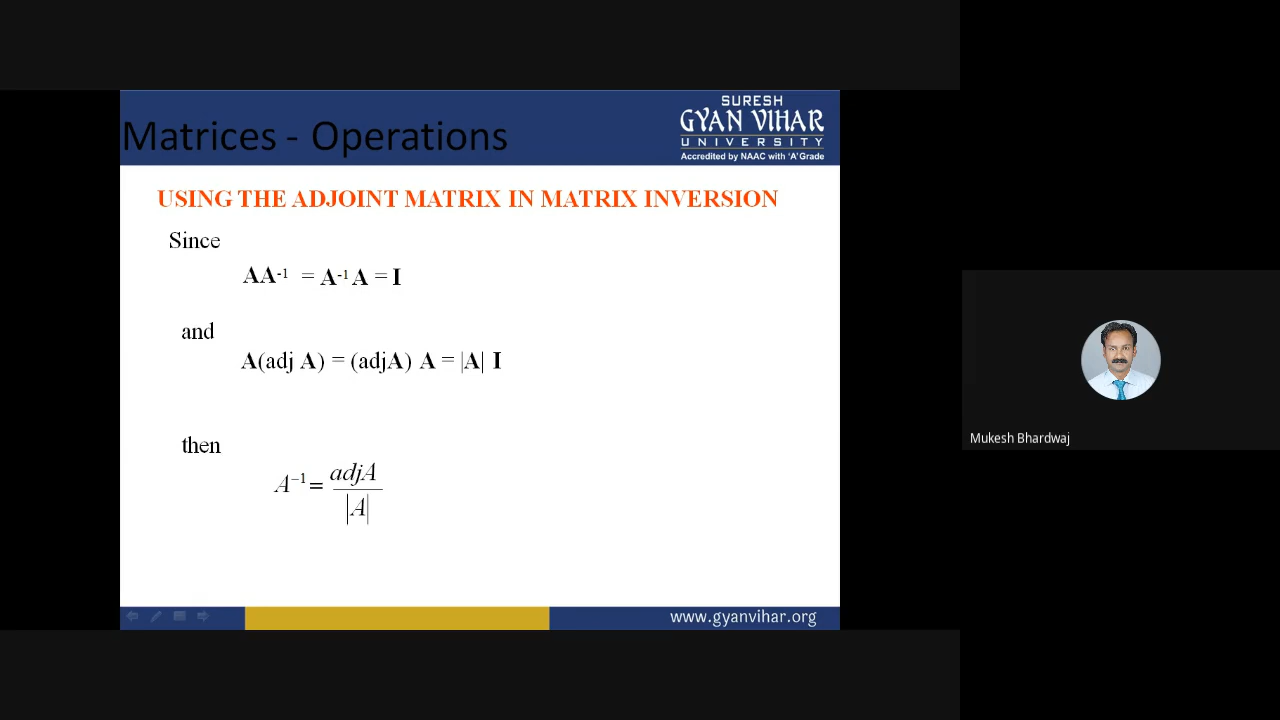 Matrices - Operations
SURESH
GYAN VIHAR
UNIVERSITY
Accredited by NAAC with 'A' Grade
USING THE ADJOINT MATRIX IN MATRIX INVERSION
Since
AA⁻¹ = A⁻¹ A = I
and
A(adj A) = (adjA) A = |A| I
then
A⁻¹ = adjA / |A|
www.gyanvihar.org
Mukesh Bhardwaj